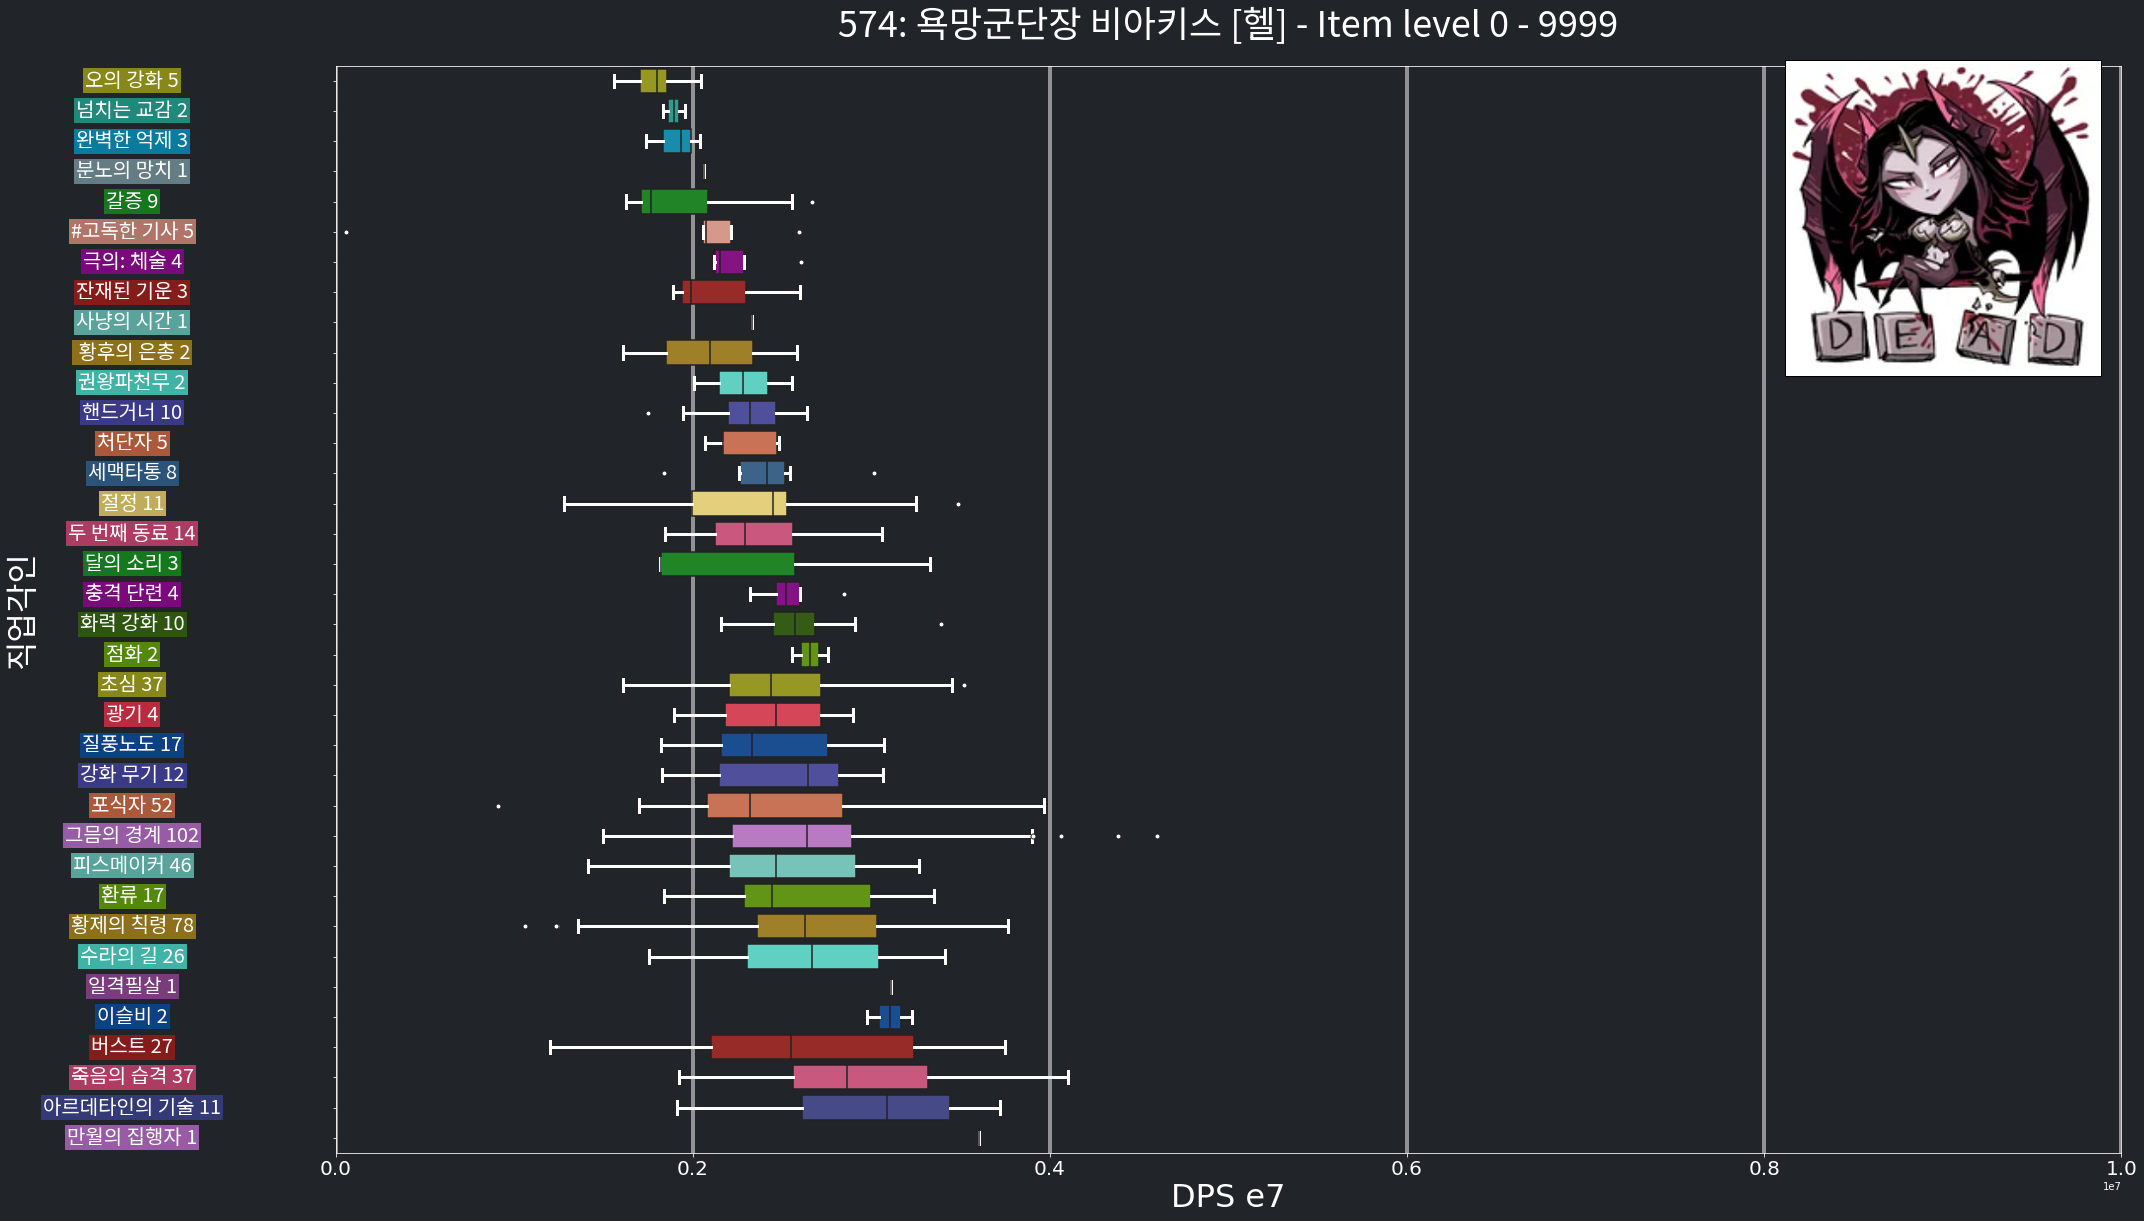 574: 욕망군단장 비아키스 [헬] - Item level 0 - 9999
오의 강화 5
넘치는 교감 2
완벽한 억제 3
분노의 망치 1
갈증 9
#고독한 기사 5
극의: 체술 4
잔재된 기운 3
사냥의 시간 1
황후의 은총 2
권왕파천무 2
핸드거너 10
처단자 5
세맥타통 8
절정 11
두 번째 동료 14
달의 소리 3
충격 단련 4
화력 강화 10
점화 2
초심 37
광기 4
질풍노도 17
강화 무기 12
포식자 52
그믐의 경계 102
피스메이커 46
환류 17
황제의 칙령 78
수라의 길 26
일격필살 1
이슬비 2
버스트 27
죽음의 습격 37
아르데타인의 기술 11
만월의 집행자 1
직업각인
D E A D
0.0 0.2 0.4 0.6 0.8 1.0
1e7
DPS e7